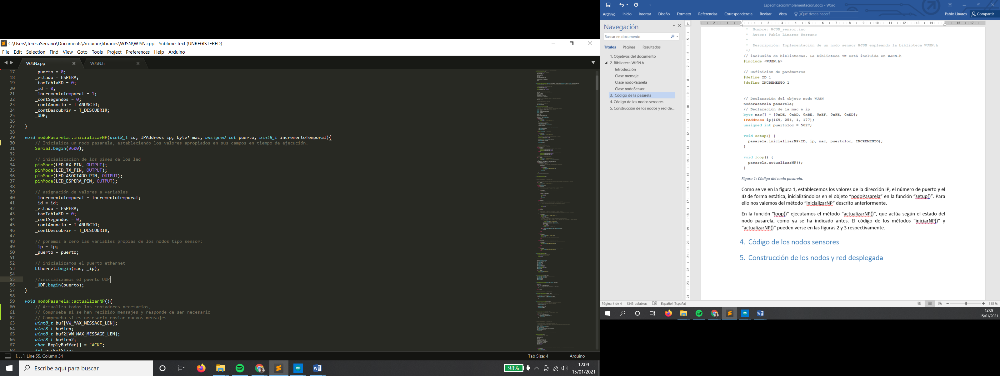 C:\Users\TeresaSerrano\Documents\Arduino\libraries\WJSN\WJSN.cpp - Sublime Text (UNREGISTERED)
File Edit Selection Find View Goto Tools Project Preferences Help Arduino
WJSN.cpp WJSN.h
17 _puerto = 0;
18 _estado = ESPERA;
19 _tamTablaRD = 0;
20 _id = 0;
21 _incrementoTemporal = 1;
22 _contSegundos = 0;
23 _contAnuncio = T_ANUNCIO;
24 _contDescubrir = T_DESCUBRIR;
25 _UDP;
26
27 }
28
29 void nodoPasarela::inicializarNP(uint8_t id, IPAddress ip, byte* mac, unsigned int puerto, uint8_t incrementoTemporal){
30 // Inicializa un nodo pasarela, estableciendo los valores apropiados en sus campos en tiempo de ejecución.
31 Serial.begin(9600);
32
33 // inicializacion de los pines de los led
34 pinMode(LED_RX_PIN, OUTPUT);
35 pinMode(LED_TX_PIN, OUTPUT);
36 pinMode(LED_ASOCIADO_PIN, OUTPUT);
37 pinMode(LED_ESPERA_PIN, OUTPUT);
38
39 // asignación de valores a variables
40 _incrementoTemporal = incrementoTemporal;
41 _id = id;
42 _estado = ESPERA;
43 _tamTablaRD = 0;
44 _contSegundos = 0;
45 _contAnuncio = T_ANUNCIO;
46 _contDescubrir = T_DESCUBRIR;
47
48 // ponemos a cero las variables propias de los nodos tipo sensor:
49 _ip = ip;
50 _puerto = puerto;
51
52 // inicializamos el puerto ethernet
53 Ethernet.begin(mac, _ip);
54
55 //inicializamos el puerto UDP
56 _UDP.begin(puerto);
57 }
58
59 void nodoPasarela::actualizarNP(){
60 // Actualiza todos los contadores necesarios,
61 // Comprueba si se han recibido mensajes y responde de ser necesario
62 // Comprueba si es necesario enviar nuevos mensajes
63 uint8_t buf[VW_MAX_MESSAGE_LEN];
64 uint8_t buflen;
65 uint8_t buf2[VW_MAX_MESSAGE_LEN];
66 uint8_t buflen2;
67 char ReplyBuffer[] = "ACK";
68 int packetSize;
[, , , ], Line 55, Column 34 Tab Size: 4 Arduino
Escribe aquí para buscar
98%
12:09
15/01/2021
EspecificaciónImplementación.docx - Word
Archivo Inicio Insertar Diseño Formato Referencias Correspondencia Revisar Vista ¿Qué desea hacer? Pablo Linares Compartir
Navegación
Buscar en documento
Títulos Páginas Resultados
1. Objetivos del documento
2. Biblioteca WJSN.h
Introducción
Clase mensaje
Clase nodoPasarela
Clase nodoSensor
3. Código de la pasarela
4. Código de los nodos sensores
5. Construcción de los nodos y red de...
* Nombre: WJSN_sensor.ino
* Autor: Pablo Linares Serrano
*
* Descripción: Implementación de un nodo sensor WJSN empleando la biblioteca WJSN.h
*/
// inclusión de bibliotecas. La biblioteca VW está incluida en WJSN.h
#include <WJSN.h>
// Definición de parámetros
#define ID 1
#define INCREMENTO 1
// Declaración del objeto nodo WJSN
nodoPasarela pasarela;
// Declaración de la mac e ip
byte mac[] = {0xDE, 0xAD, 0xBE, 0xEF, 0xFE, 0xED};
IPAddress ip(169, 254, 1, 177);
unsigned int puertoloc = 5027;
void setup() {
pasarela.inicializarNP(ID, ip, mac, puertoloc, INCREMENTO);
}
void loop() {
pasarela.actualizarNP();
}
Figura 1: Código del nodo pasarela.
Como se ve en la figura 1, establecemos los valores de la dirección IP, el número de puerto y el
ID de forma estática, inicializándolos en el objeto “nodoPasarela” en la función “setup()”. Para
ello nos valemos del método “inicializarNP” descrito anteriormente.
En la función “loop()” ejecutamos el método “actualizarNP()”, que actúa según el estado del
nodo pasarela, como ya se ha indicado antes. El código de los métodos “iniciarNP()” y
“actualizarNP()” pueden verse en las figuras 2 y 3 respectivamente.
4. Código de los nodos sensores
5. Construcción de los nodos y red desplegada
Página 4 de 4 1343 palabras Español (España) 115 %
12:09
15/01/2021